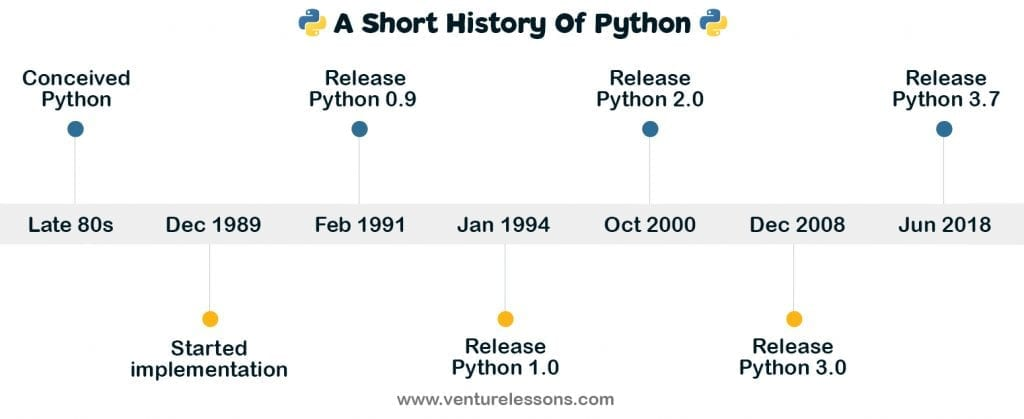 A Short History Of Python
Conceived
Python
Release
Python 0.9
Release
Python 2.0
Release
Python 3.7
Late 80s
Dec 1989
Feb 1991
Jan 1994
Oct 2000
Dec 2008
Jun 2018
Started
implementation
Release
Python 1.0
Release
Python 3.0
www.venturelessons.com